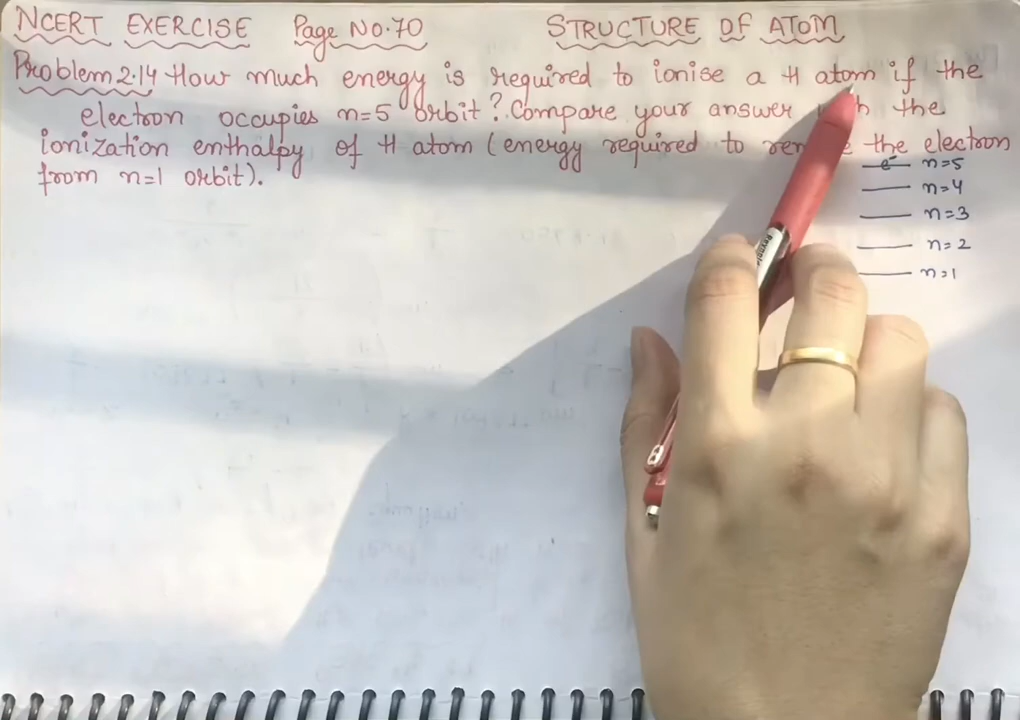 NCERT EXERCISE Page No.70 STRUCTURE OF ATOM
Problem 2.14 How much energy is required to ionise a H atom if the
electron occupies n=5 orbit? Compare your answer the
ionization enthalpy of H atom (energy required to the electron
from n=1 orbit).
e⁻ n=5
n=4
n=3
n=2
n=1